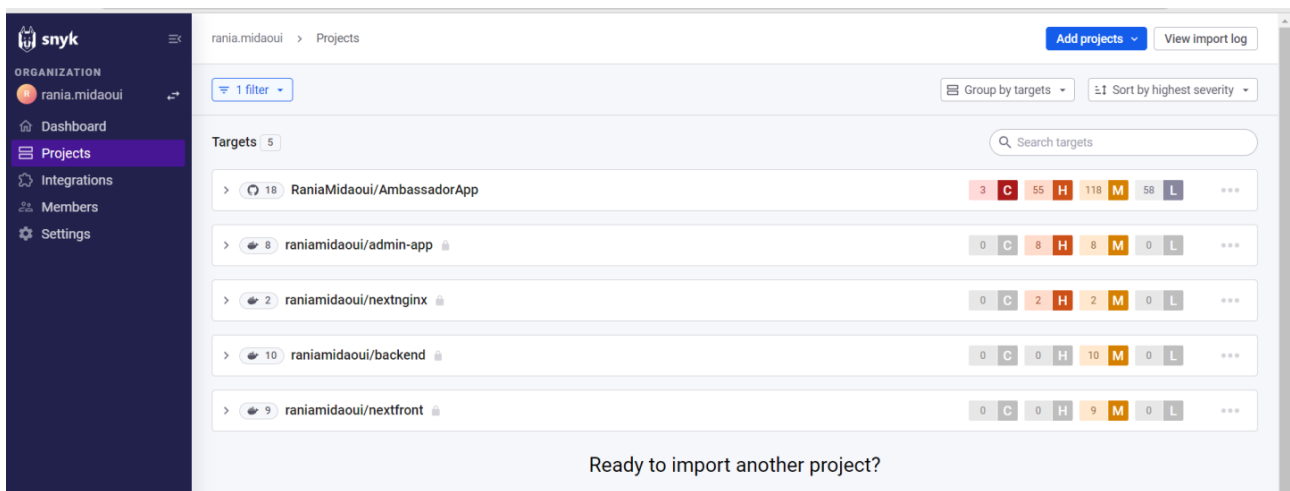 snyk
rania.midaoui > Projects
Add projects
View import log
ORGANIZATION
R rania.midaoui
1 filter
Group by targets
Sort by highest severity
Dashboard
Projects
Integrations
Members
Settings
Targets 5
Search targets
18 RaniaMidaoui/AmbassadorApp 3 C 55 H 118 M 58 L
8 raniamidaoui/admin-app 0 C 8 H 8 M 0 L
2 raniamidaoui/nextnginx 0 C 2 H 2 M 0 L
10 raniamidaoui/backend 0 C 0 H 10 M 0 L
9 raniamidaoui/nextfront 0 C 0 H 9 M 0 L
Ready to import another project?